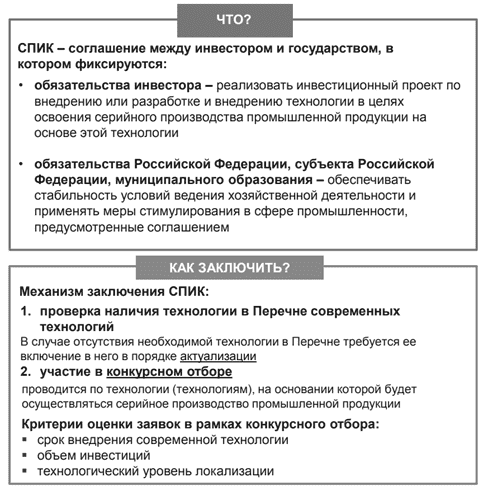 ЧТО?
СПИК – соглашение между инвестором и государством, в
котором фиксируются:
• обязательства инвестора – реализовать инвестиционный проект по
внедрению или разработке и внедрению технологии в целях
освоения серийного производства промышленной продукции на
основе этой технологии
• обязательства Российской Федерации, субъекта Российской
Федерации, муниципального образования – обеспечивать
стабильность условий ведения хозяйственной деятельности и
применять меры стимулирования в сфере промышленности,
предусмотренные соглашением
КАК ЗАКЛЮЧИТЬ?
Механизм заключения СПИК:
1. проверка наличия технологии в Перечне современных
технологий
В случае отсутствия необходимой технологии в Перечне требуется ее
включение в него в порядке актуализации
2. участие в конкурсном отборе
проводится по технологии (технологиям), на основании которой будет
осуществляться серийное производство промышленной продукции
Критерии оценки заявок в рамках конкурсного отбора:
▪ срок внедрения современной технологии
▪ объем инвестиций
▪ технологический уровень локализации